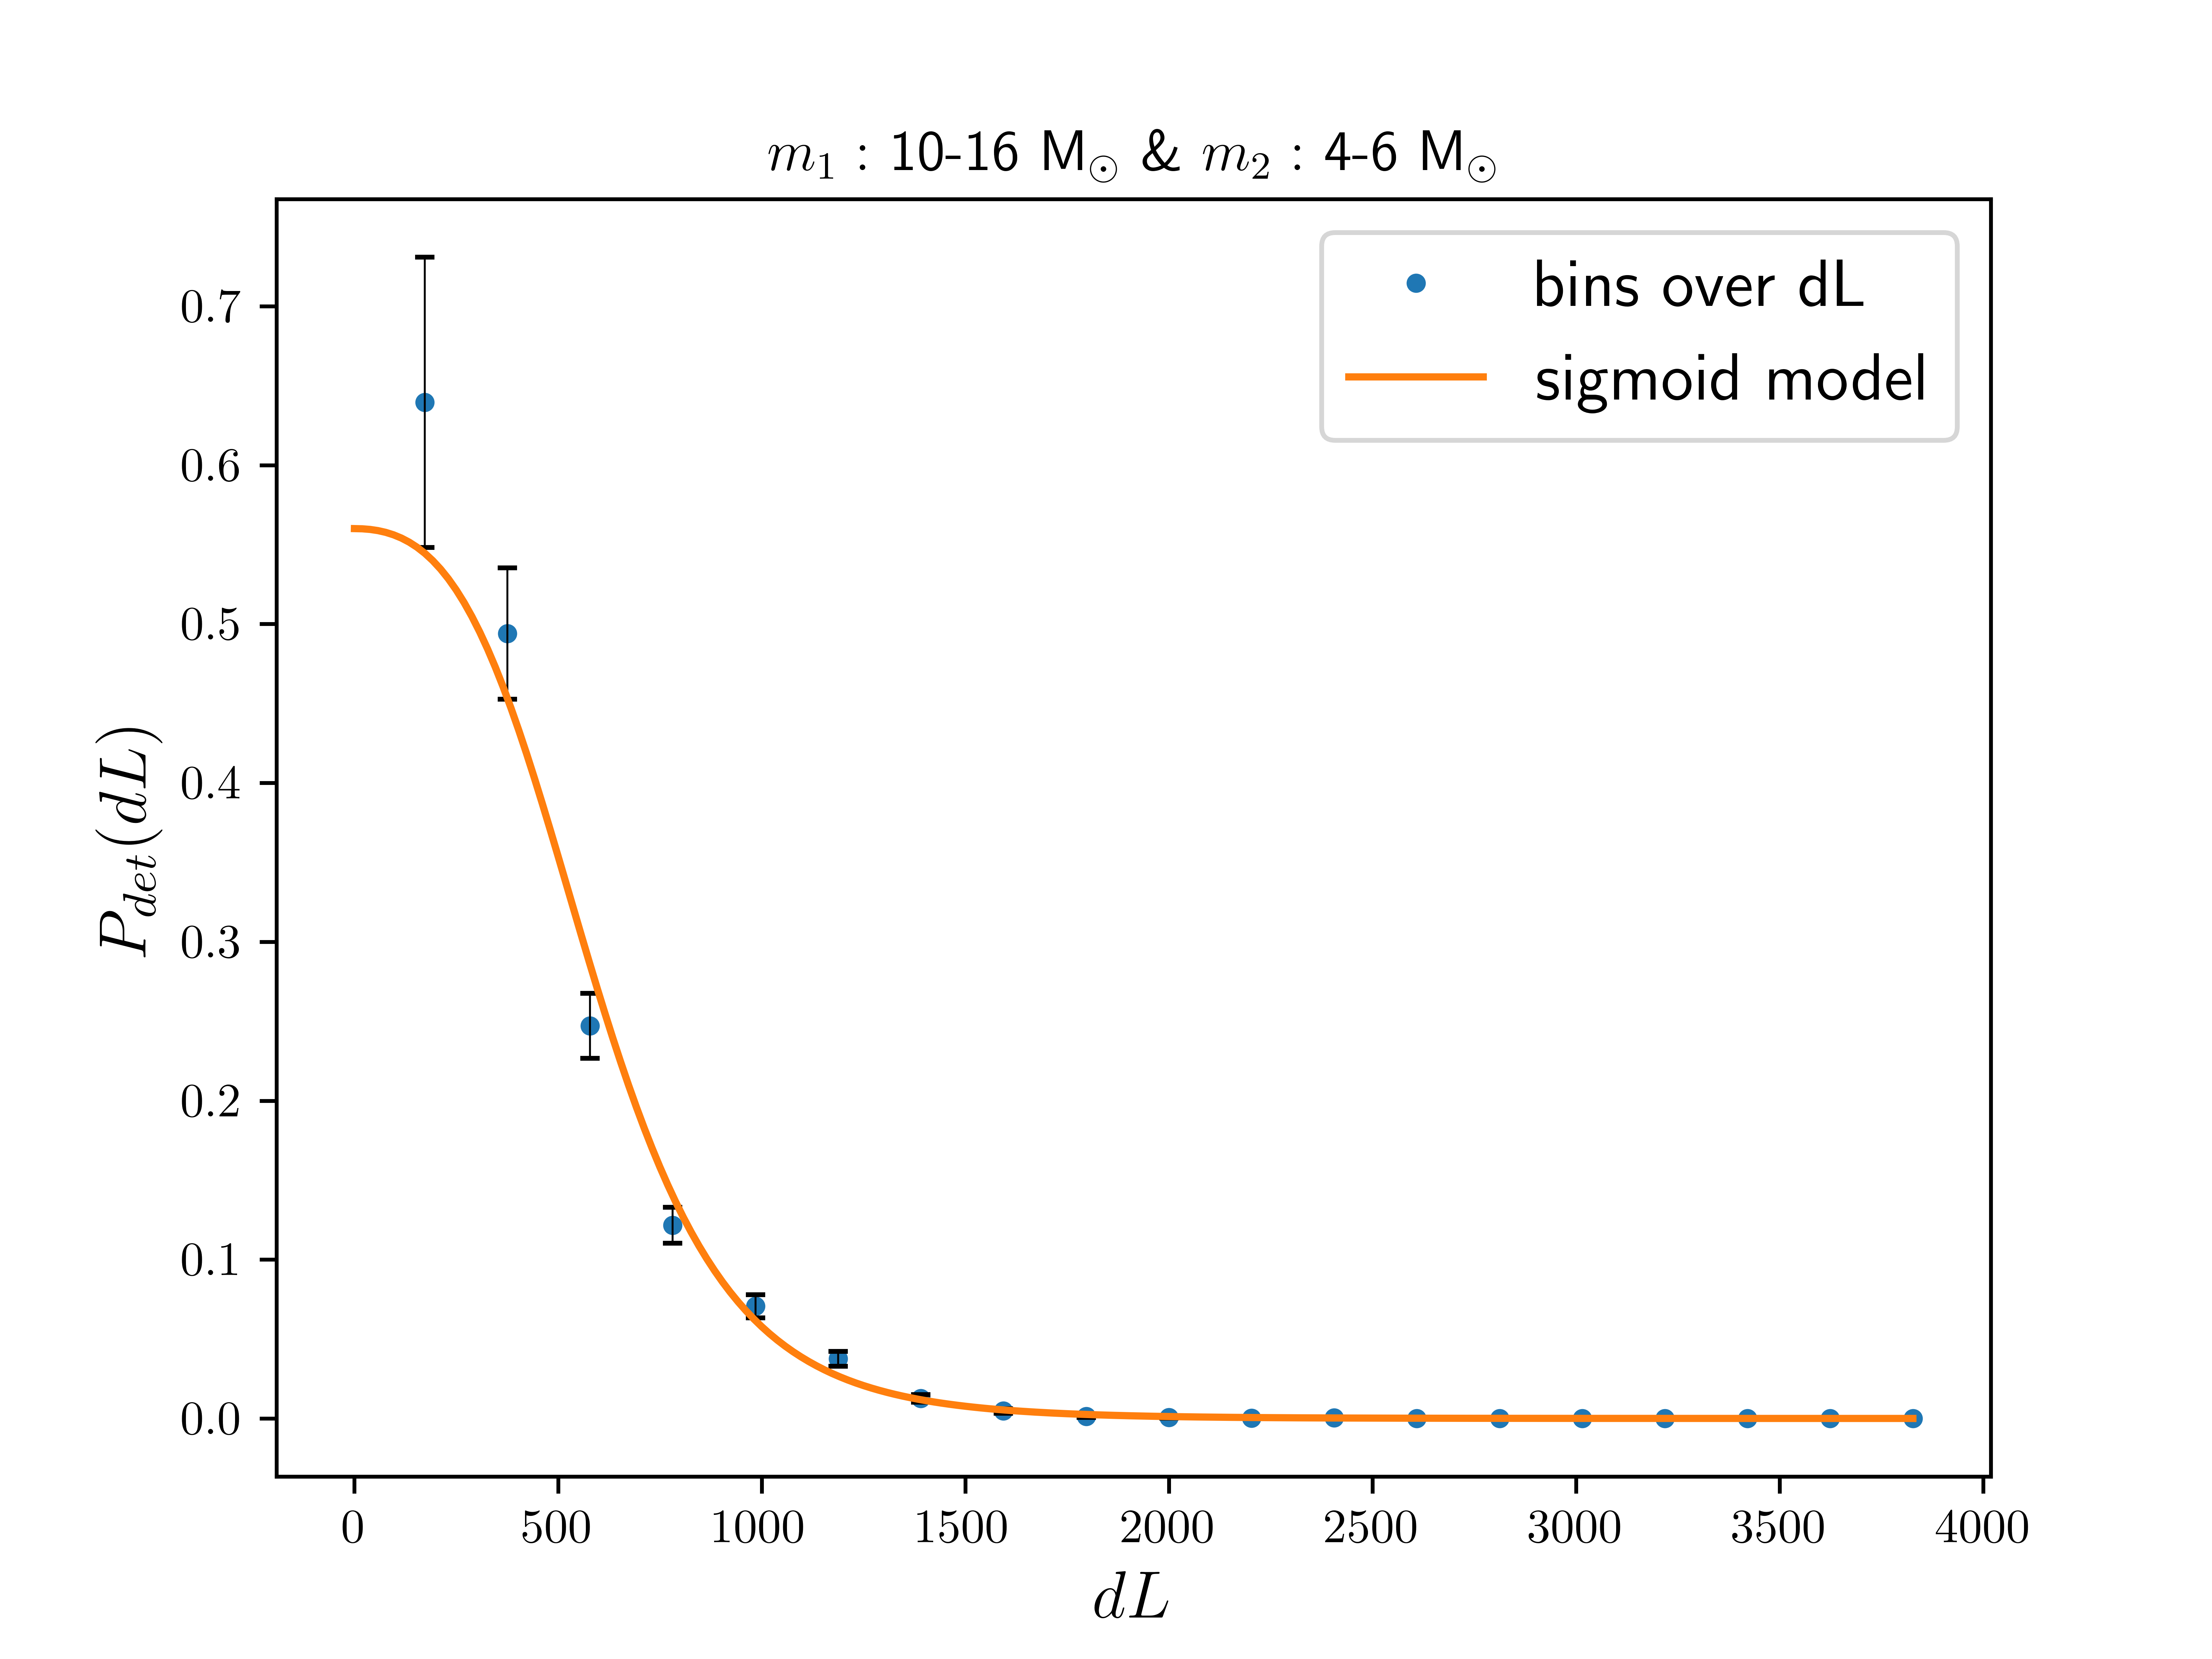 m₁ : 10-16 M⊙ & m₂ : 4-6 M⊙
bins over dL
sigmoid model
0.7
0.6
0.5
0.4
0.3
0.2
0.1
0.0
P_det(dL)
0 500 1000 1500 2000 2500 3000 3500 4000
dL